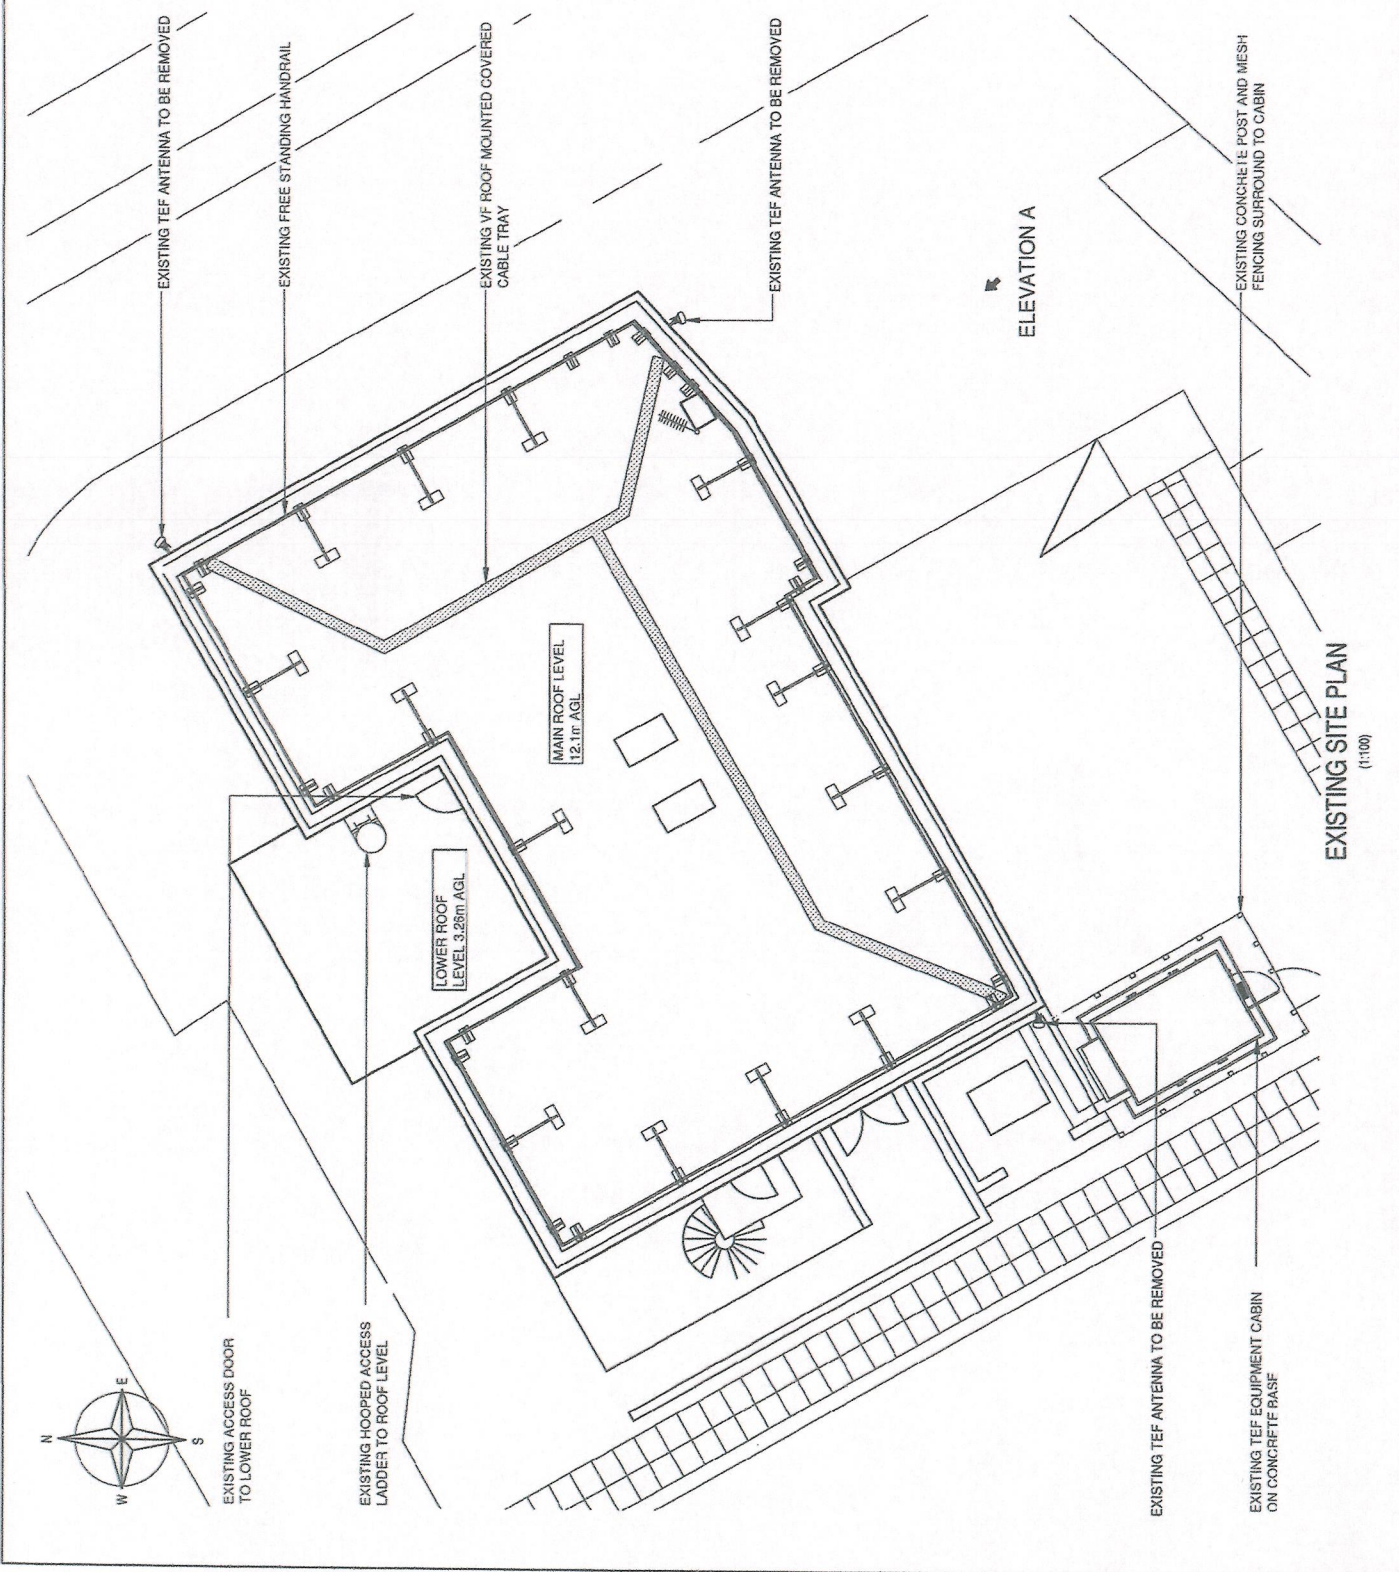 EXISTING TEF ANTENNA TO BE REMOVED
EXISTING FREE STANDING HANDRAIL
EXISTING VF ROOF MOUNTED COVERED
CABLE TRAY
EXISTING TEF ANTENNA TO BE REMOVED
ELEVATION A
EXISTING CONCRETE POST AND MESH
FENCING SURROUND TO CABIN
MAIN ROOF LEVEL
12.1m AGL
LOWER ROOF
LEVEL 3.26m AGL
N
E
S
W
EXISTING ACCESS DOOR
TO LOWER ROOF
EXISTING HOOPED ACCESS
LADDER TO ROOF LEVEL
EXISTING TEF ANTENNA TO BE REMOVED
EXISTING TEF EQUIPMENT CABIN
ON CONCRETE BASE
EXISTING SITE PLAN
(1:100)